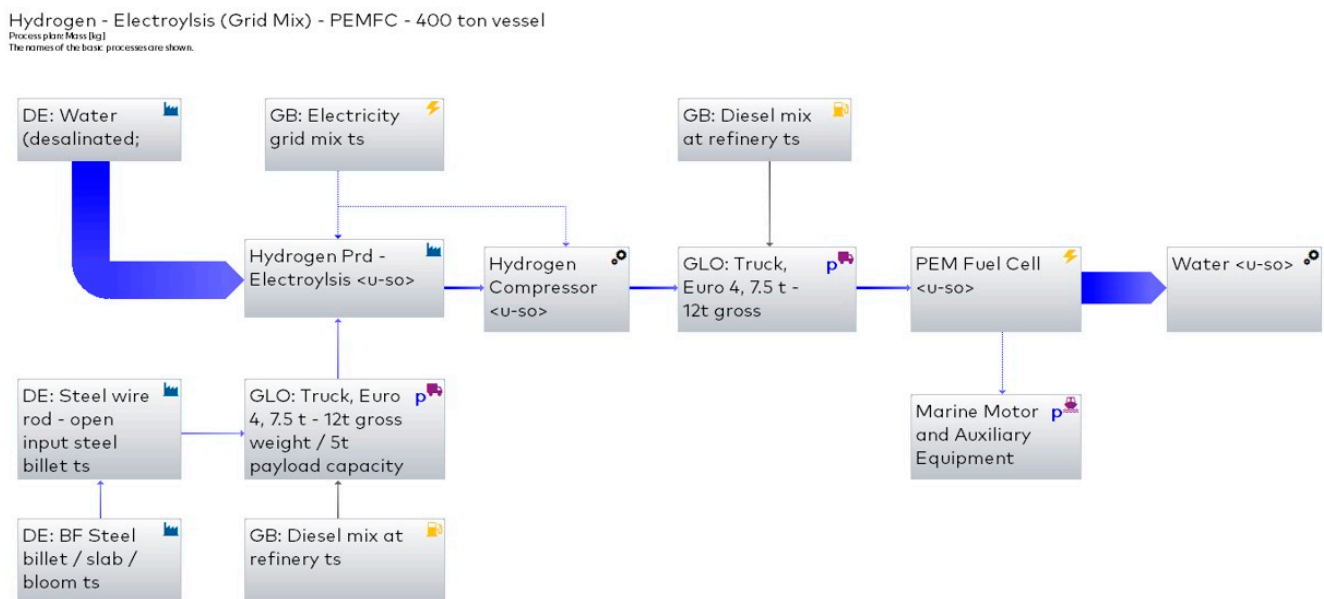 Hydrogen - Electroylsis (Grid Mix) - PEMFC - 400 ton vessel
Process plan: Mass [kg]
The names of the basic processes are shown.
DE: Water
(desalinated;
GB: Electricity
grid mix ts
GB: Diesel mix
at refinery ts
Hydrogen Prd -
Electroylsis <u-so>
Hydrogen
Compressor
<u-so>
GLO: Truck,
Euro 4, 7.5 t -
12t gross
p
PEM Fuel Cell
<u-so>
Water <u-so>
DE: Steel wire
rod - open
input steel
billet ts
GLO: Truck, Euro
4, 7.5 t - 12t gross
weight / 5t
payload capacity
p
Marine Motor
and Auxiliary
Equipment
p
DE: BF Steel
billet / slab /
bloom ts
GB: Diesel mix at
refinery ts